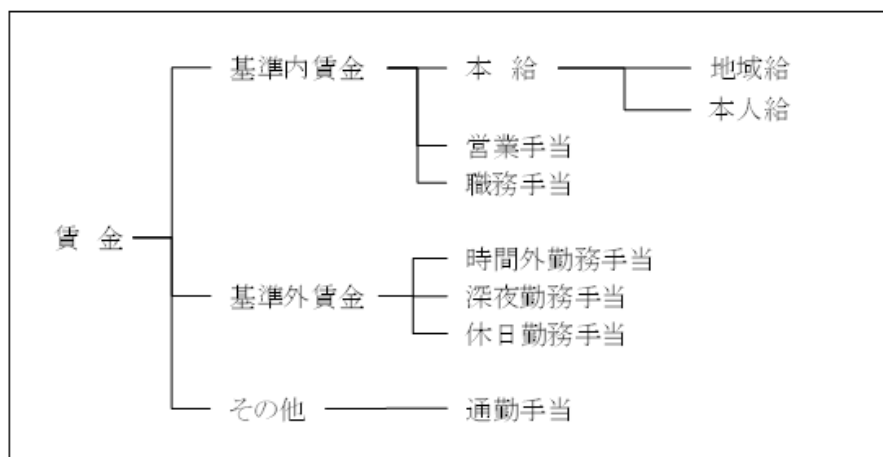 基準内賃金 本 給 地域給
本人給
営業手当
職務手当
賃 金
時間外勤務手当
基準外賃金 深夜勤務手当
休日勤務手当
その他 通勤手当